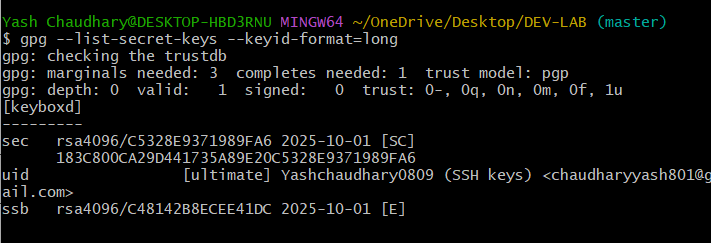 Yash Chaudhary@DESKTOP-HBD3RNU MINGW64 ~/OneDrive/Desktop/DEV-LAB (master)
$ gpg --list-secret-keys --keyid-format=long
gpg: checking the trustdb
gpg: marginals needed: 3  completes needed: 1  trust model: pgp
gpg: depth: 0  valid:   1  signed:   0  trust: 0-, 0q, 0n, 0m, 0f, 1u
[keyboxd]
---------
sec   rsa4096/C5328E9371989FA6 2025-10-01 [SC]
      183C800CA29D441735A89E20C5328E9371989FA6
uid                 [ultimate] Yashchaudhary0809 (SSH keys) <chaudharyyash801@g
ail.com>
ssb   rsa4096/C48142B8ECEE41DC 2025-10-01 [E]